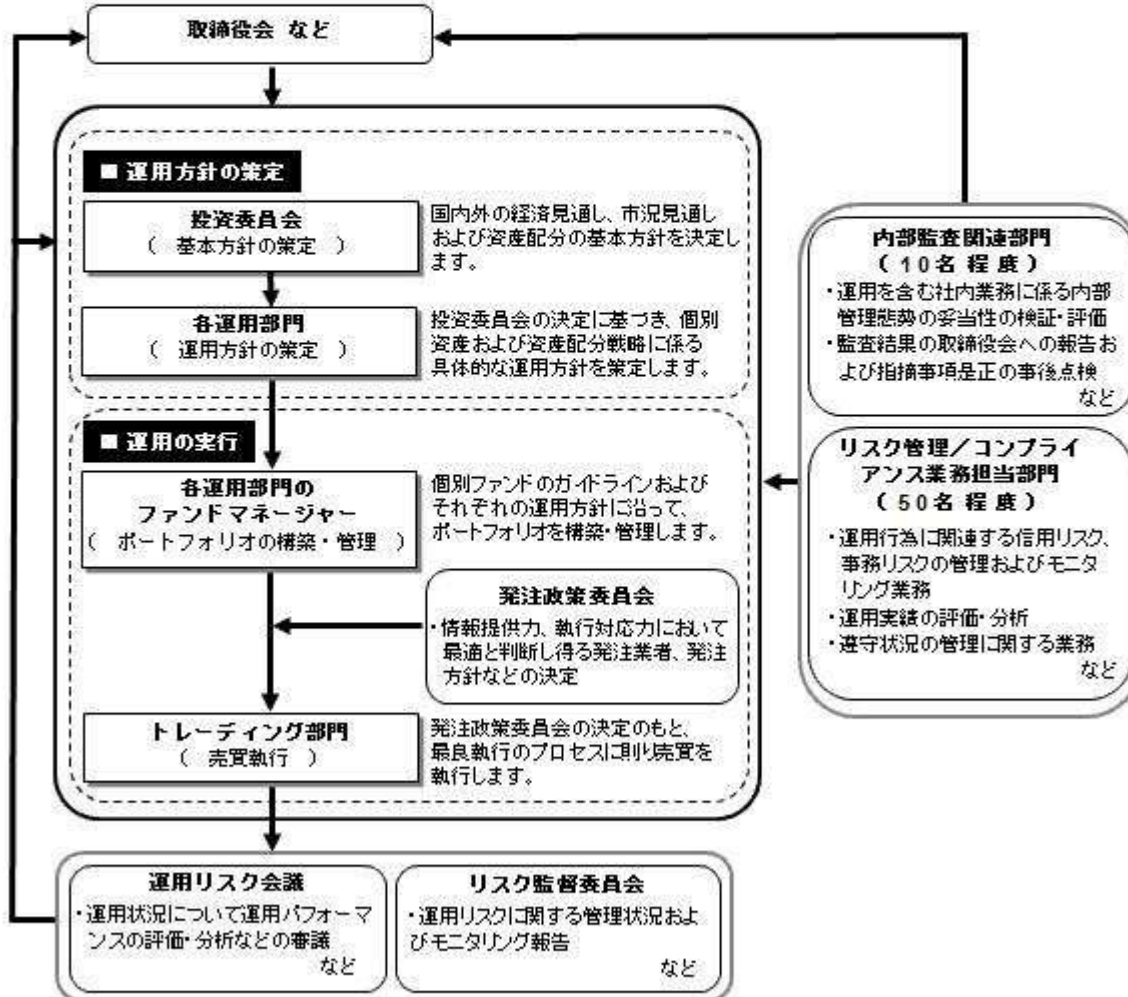 取締役会 など
■ 運用方針の策定
投資委員会
( 基本方針の策定 )
国内外の経済見通し、市況見通し
および資産配分の基本方針を決定し
ます。
各運用部門
( 運用方針の策定 )
投資委員会の決定に基づき、個別
資産および資産配分戦略に係る
具体的な運用方針を策定します。
■ 運用の実行
各運用部門の
ファンドマネージャー
( ポートフォリオの構築・管理 )
個別ファンドのガイドラインおよび
それぞれの運用方針に沿って、
ポートフォリオを構築・管理します。
発注政策委員会
・情報提供力、執行対応力において
最適と判断し得る発注業者、発注
方針などの決定
トレーディング部門
( 売買執行 )
発注政策委員会の決定のもと、
最良執行のプロセスに則り売買を
執行します。
内部監査関連部門
(10名程度)
・運用を含む社内業務に係る内部
管理態勢の妥当性の検証・評価
・監査結果の取締役会への報告お
よび指摘事項是正の事後点検
など
リスク管理/コンプライ
アンス業務担当部門
(50名程度)
・運用行為に関連する信用リスク、
事務リスクの管理およびモニタ
リング業務
・運用実績の評価・分析
・遵守状況の管理に関する業務
など
運用リスク会議
・運用状況について運用パフォーマ
ンスの評価・分析などの審議
など
リスク監督委員会
・運用リスクに関する管理状況およ
びモニタリング報告
など